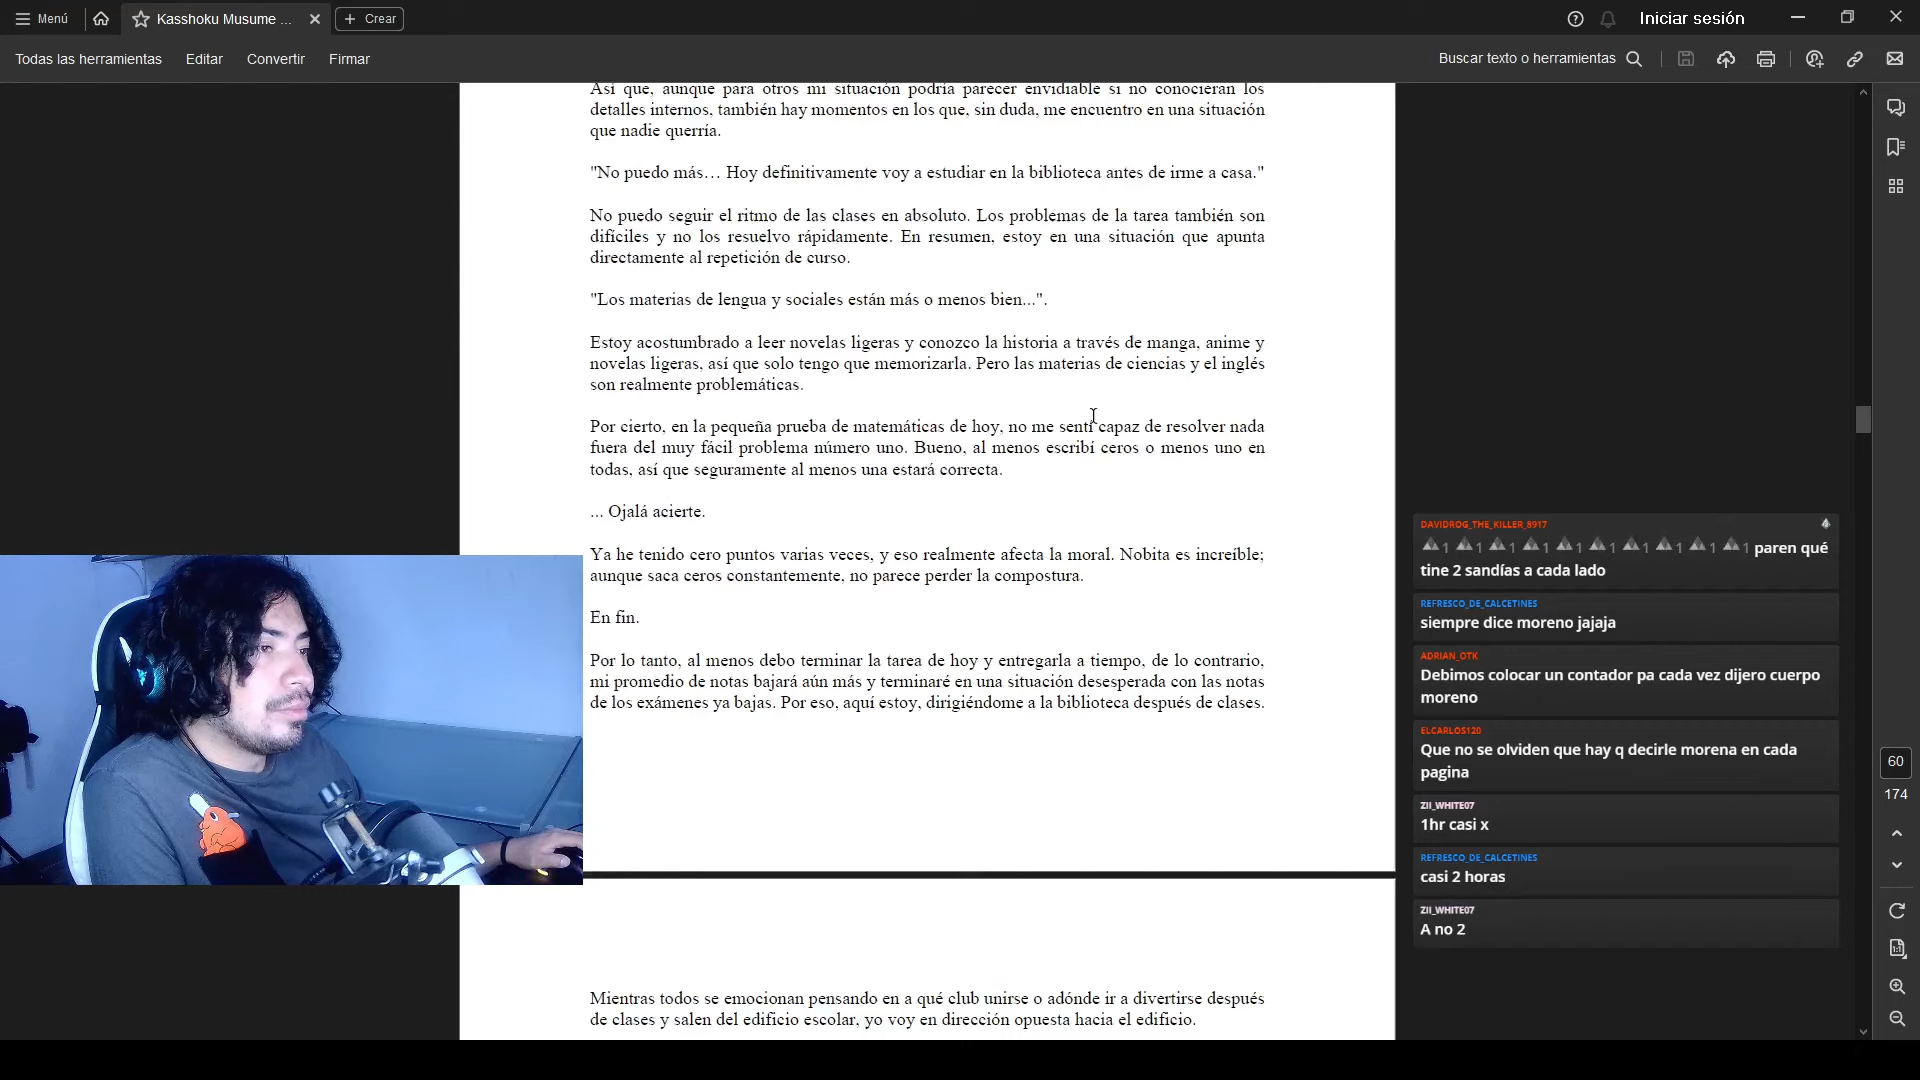 Menú
Kasshoku Musume ...
Crear
Iniciar sesión
Todas las herramientas
Editar
Convertir
Firmar
Buscar texto o herramientas
Así que, aunque para otros mi situación podría parecer envidiable si no conocieran los
detalles internos, también hay momentos en los que, sin duda, me encuentro en una situación
que nadie querría.
"No puedo más… Hoy definitivamente voy a estudiar en la biblioteca antes de irme a casa."
No puedo seguir el ritmo de las clases en absoluto. Los problemas de la tarea también son
difíciles y no los resuelvo rápidamente. En resumen, estoy en una situación que apunta
directamente al repetición de curso.
"Los materias de lengua y sociales están más o menos bien...".
Estoy acostumbrado a leer novelas ligeras y conozco la historia a través de manga, anime y
novelas ligeras, así que solo tengo que memorizarla. Pero las materias de ciencias y el inglés
son realmente problemáticas.
Por cierto, en la pequeña prueba de matemáticas de hoy, no me sentí capaz de resolver nada
fuera del muy fácil problema número uno. Bueno, al menos escribí ceros o menos uno en
todas, así que seguramente al menos una estará correcta.
... Ojalá acierte.
Ya he tenido cero puntos varias veces, y eso realmente afecta la moral. Nobita es increíble;
aunque saca ceros constantemente, no parece perder la compostura.
En fin.
Por lo tanto, al menos debo terminar la tarea de hoy y entregarla a tiempo, de lo contrario,
mi promedio de notas bajará aún más y terminaré en una situación desesperada con las notas
de los exámenes ya bajas. Por eso, aquí estoy, dirigiéndome a la biblioteca después de clases.
Mientras todos se emocionan pensando en a qué club unirse o adónde ir a divertirse después
de clases y salen del edificio escolar, yo voy en dirección opuesta hacia el edificio.
DAVIDROG_THE_KILLER_8917
1 1 1 1 1 1 1 1 1 1 paren qué
tine 2 sandías a cada lado
REFRESCO_DE_CALCETINES
siempre dice moreno jajaja
ADRIAN_OTK
Debimos colocar un contador pa cada vez dijero cuerpo
moreno
ELCARLOS120
Que no se olviden que hay q decirle morena en cada
pagina
ZII_WHITE07
1hr casi x
REFRESCO_DE_CALCETINES
casi 2 horas
ZII_WHITE07
A no 2
60
174
1:1